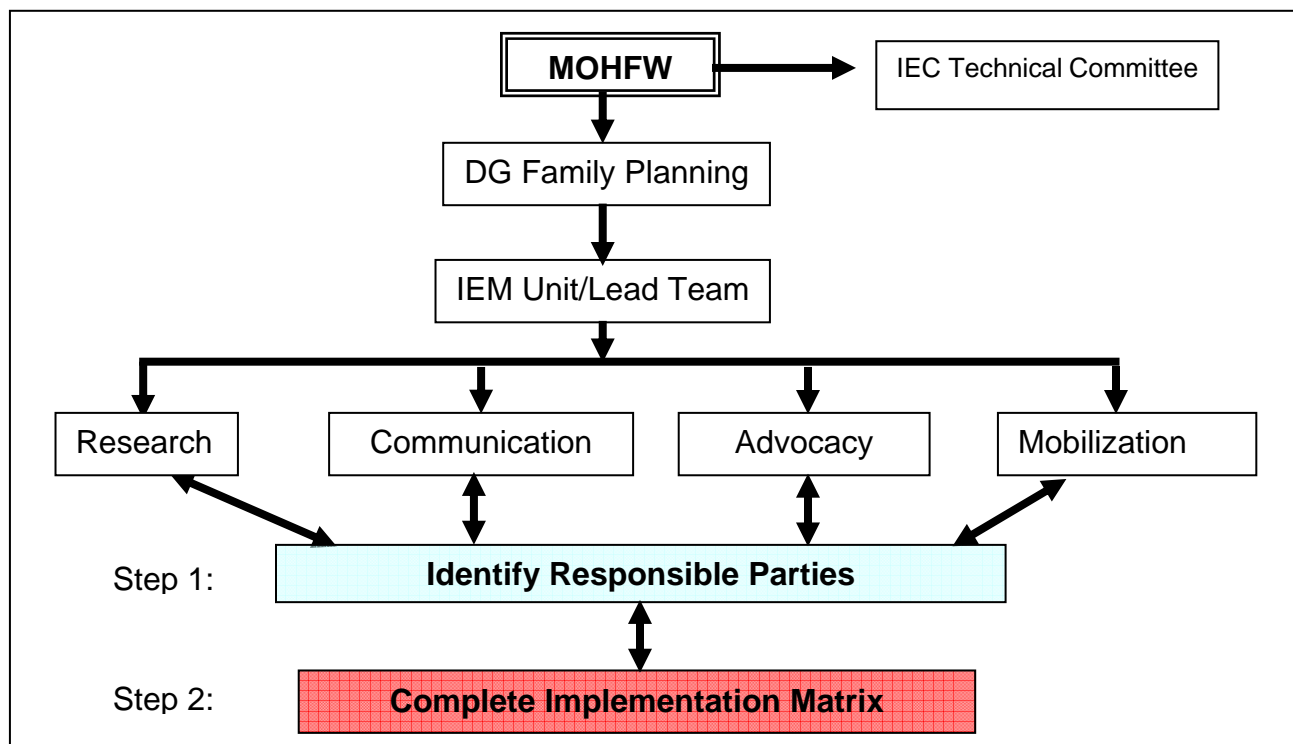 MOHFW
IEC Technical Committee
DG Family Planning
IEM Unit/Lead Team
Research
Communication
Advocacy
Mobilization
Step 1:
Identify Responsible Parties
Step 2:
Complete Implementation Matrix